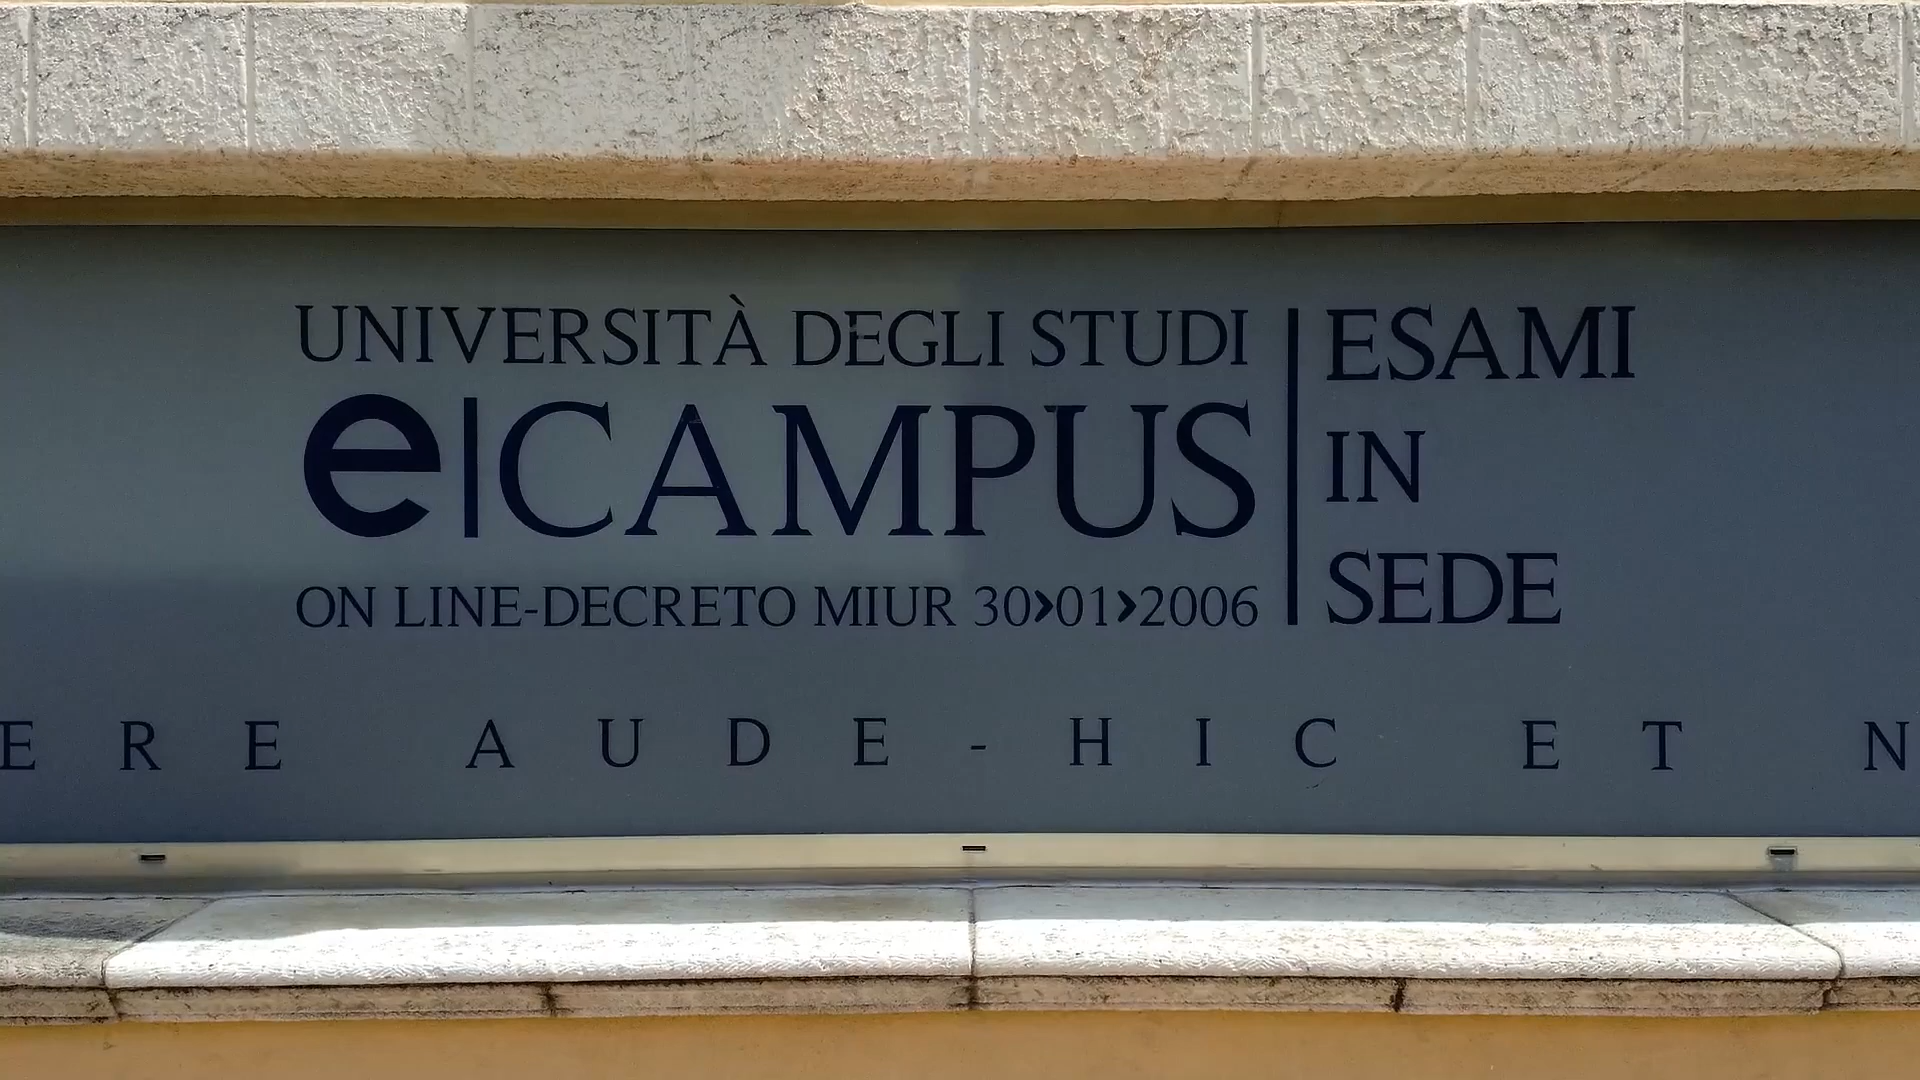 UNIVERSITÀ DEGLI STUDI
e|CAMPUS
ON LINE-DECRETO MIUR 30>01>2006
ESAMI
IN
SEDE
ERE AUDE - HIC ET N